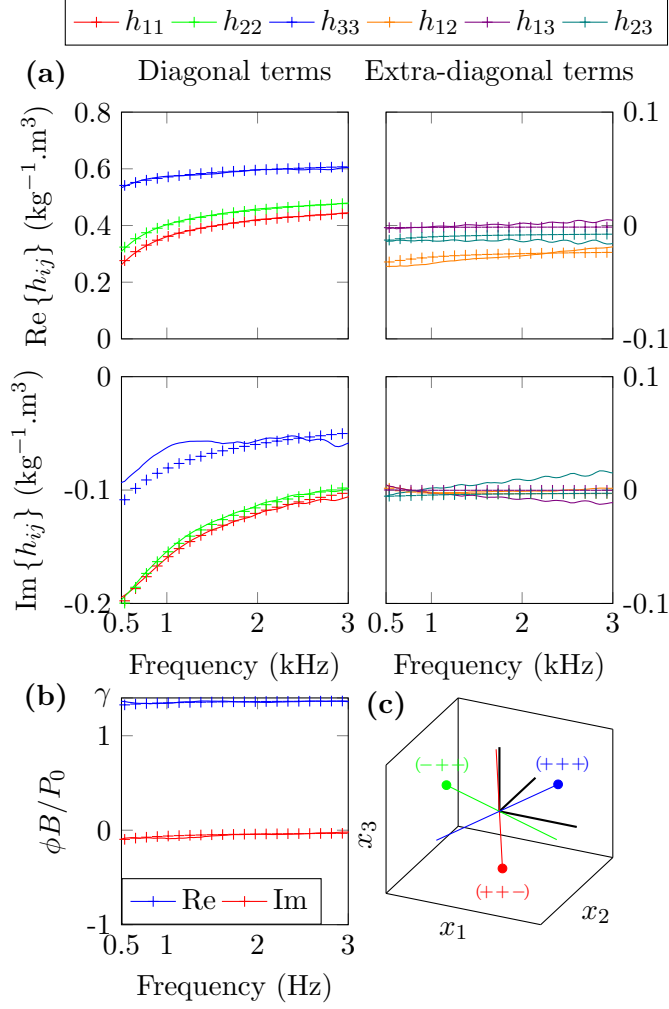 h₁₁ h₂₂ h₃₃ h₁₂ h₁₃ h₂₃
(a) Diagonal terms Extra-diagonal terms
Re{h_ij} (kg⁻¹.m³)
0.8
0.6
0.4
0.2
0
0.1
0
-0.1
Im{h_ij} (kg⁻¹.m³)
0
-0.1
-0.2
0.1
0
-0.1
0.5 1 2 3
Frequency (kHz)
0.5 1 2 3
Frequency (kHz)
(b)
ϕB/P₀
γ
1
0
-1
Re Im
0.5 1 2 3
Frequency (Hz)
(c)
(-+-)
(+++)
(++-)
x₃
x₁
x₂